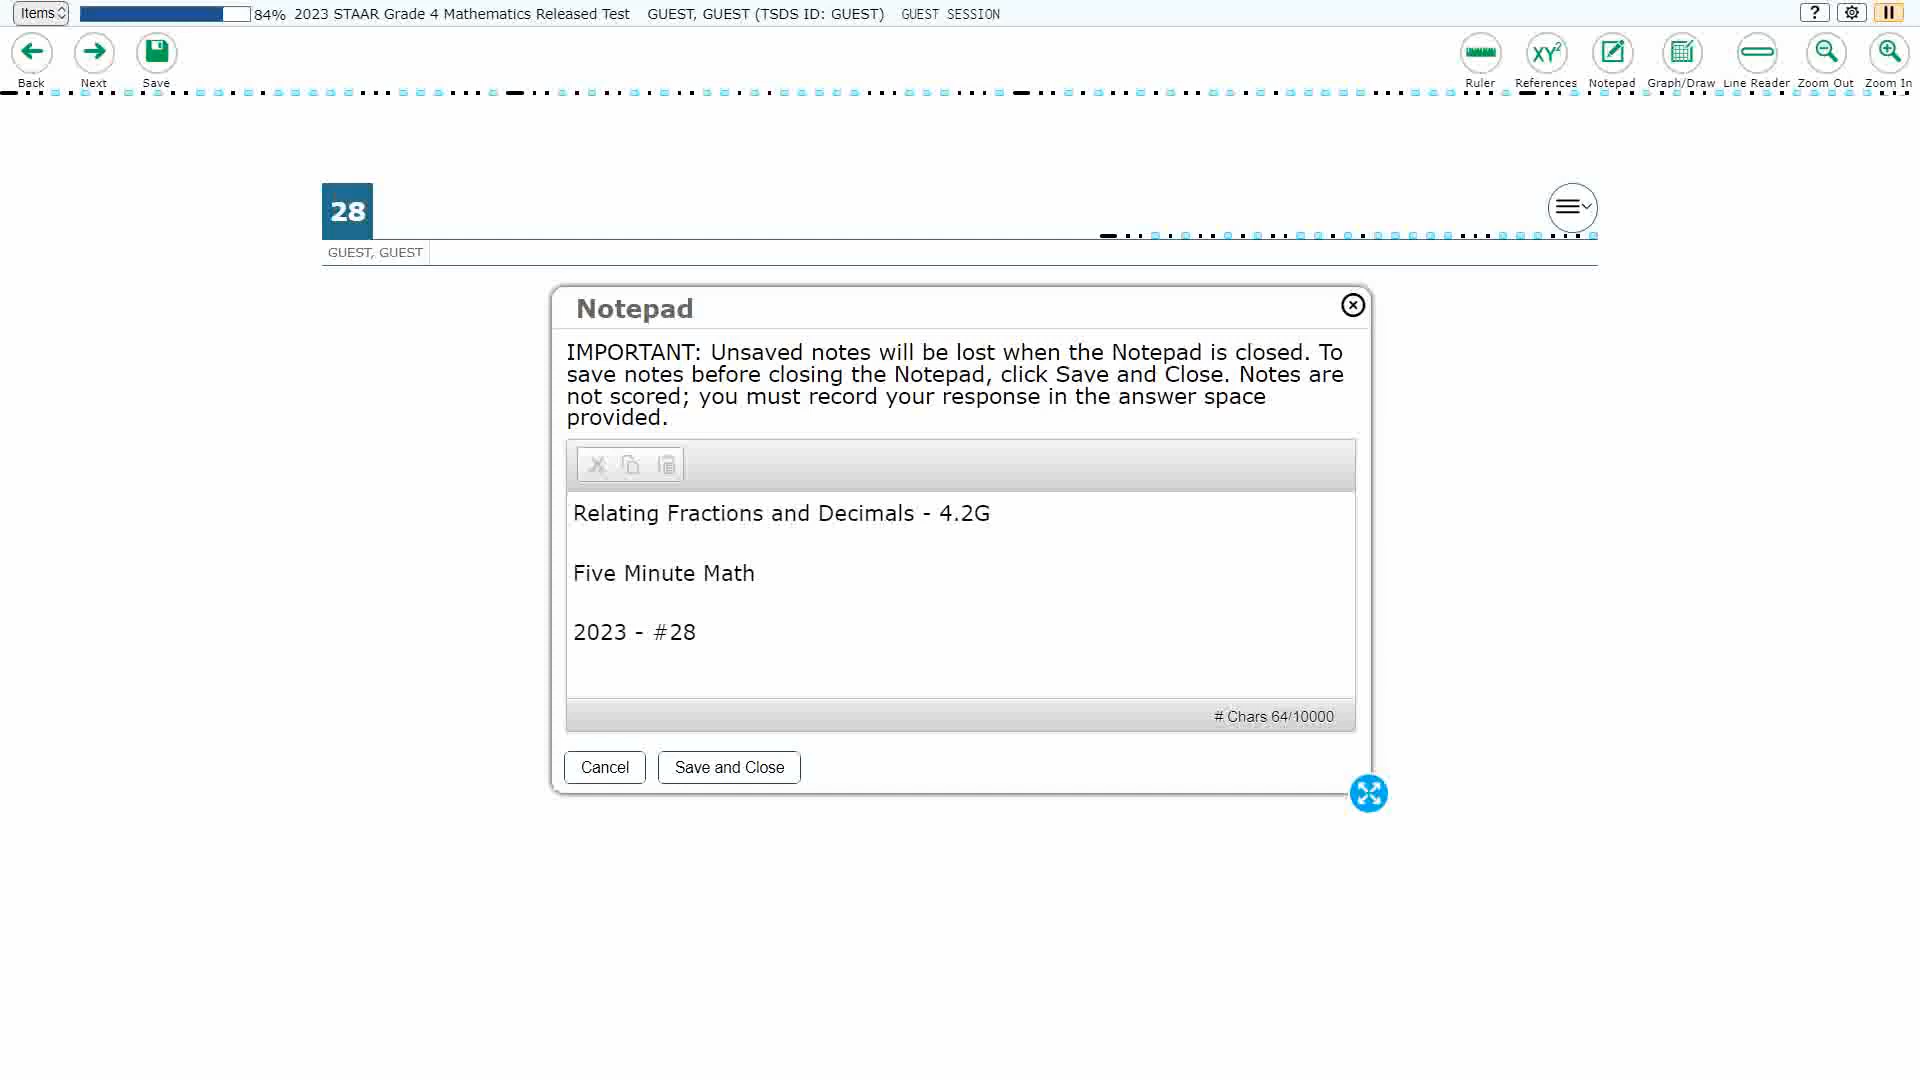 Items 84% 2023 STAAR Grade 4 Mathematics Released Test GUEST, GUEST (TSDS ID: GUEST) GUEST SESSION ?
Back Next Save XY² Ruler References Notepad Graph/Draw Line Reader Zoom Out Zoom In
28
GUEST, GUEST
Notepad
IMPORTANT: Unsaved notes will be lost when the Notepad is closed. To
save notes before closing the Notepad, click Save and Close. Notes are
not scored; you must record your response in the answer space
provided.
Relating Fractions and Decimals - 4.2G
Five Minute Math
2023 - #28
# Chars 64/10000
Cancel Save and Close